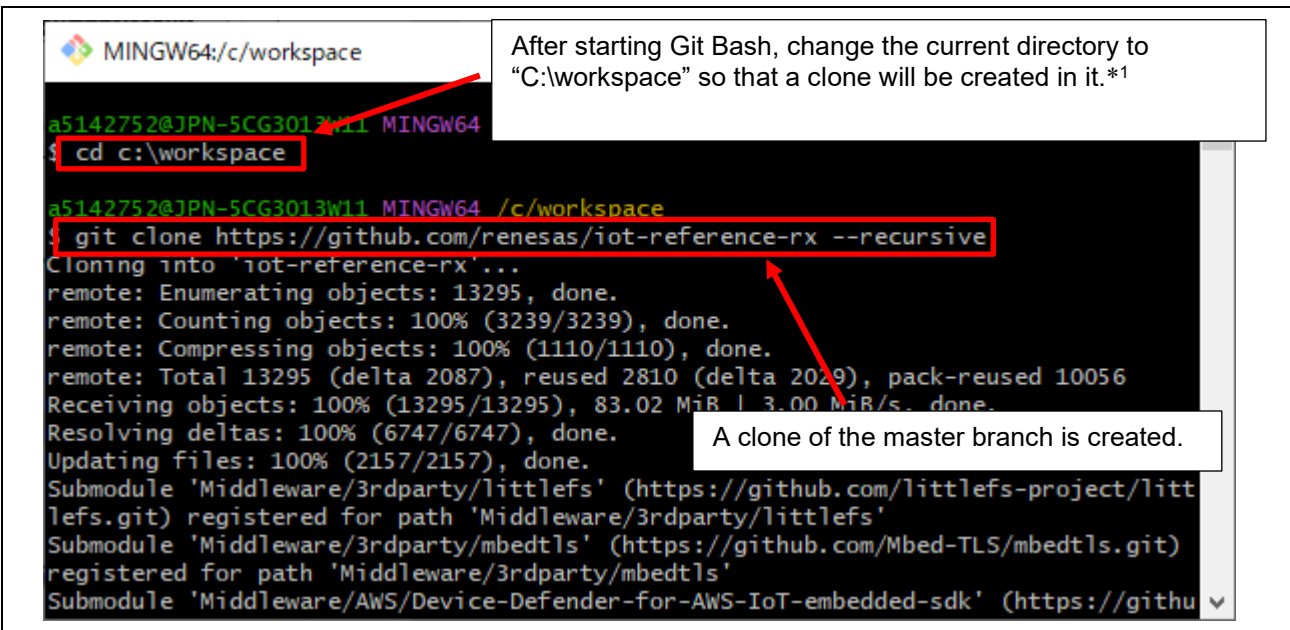 MINGW64:/c/workspace
After starting Git Bash, change the current directory to
“C:\workspace” so that a clone will be created in it.*1
a5142752@JPN-5CG3013W11 MINGW64
$ cd c:\workspace
a5142752@JPN-5CG3013W11 MINGW64 /c/workspace
$ git clone https://github.com/renesas/iot-reference-rx --recursive
Cloning into 'iot-reference-rx'...
remote: Enumerating objects: 13295, done.
remote: Counting objects: 100% (3239/3239), done.
remote: Compressing objects: 100% (1110/1110), done.
remote: Total 13295 (delta 2087), reused 2810 (delta 2029), pack-reused 10056
Receiving objects: 100% (13295/13295), 83.02 MiB | 3.00 MiB/s, done.
Resolving deltas: 100% (6747/6747), done.
A clone of the master branch is created.
Updating files: 100% (2157/2157), done.
Submodule 'Middleware/3rdparty/littlefs' (https://github.com/littlefs-project/litt
lefs.git) registered for path 'Middleware/3rdparty/littlefs'
Submodule 'Middleware/3rdparty/mbedtls' (https://github.com/Mbed-TLS/mbedtls.git)
registered for path 'Middleware/3rdparty/mbedtls'
Submodule 'Middleware/AWS/Device-Defender-for-AWS-IoT-embedded-sdk' (https://githu